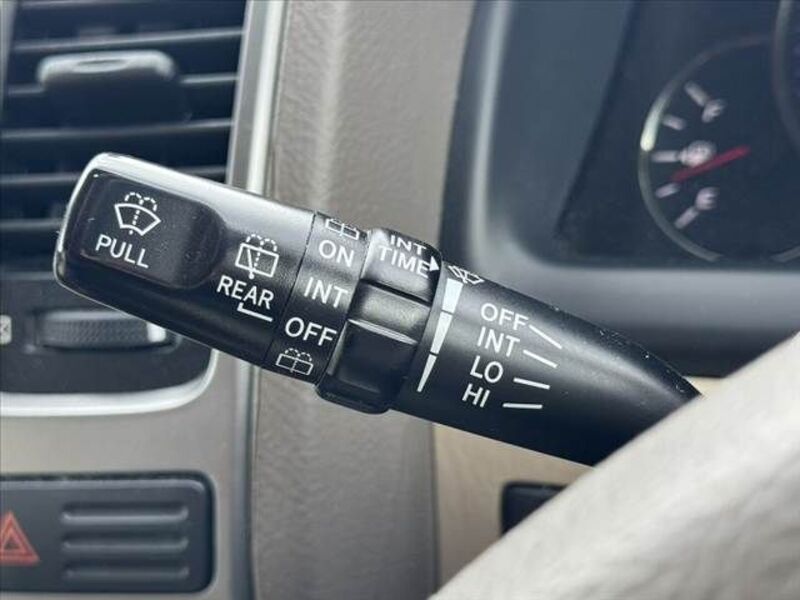 PULL
REAR
ON
INT
OFF
INT
TIME
OFF
INT
LO
HI
F
E